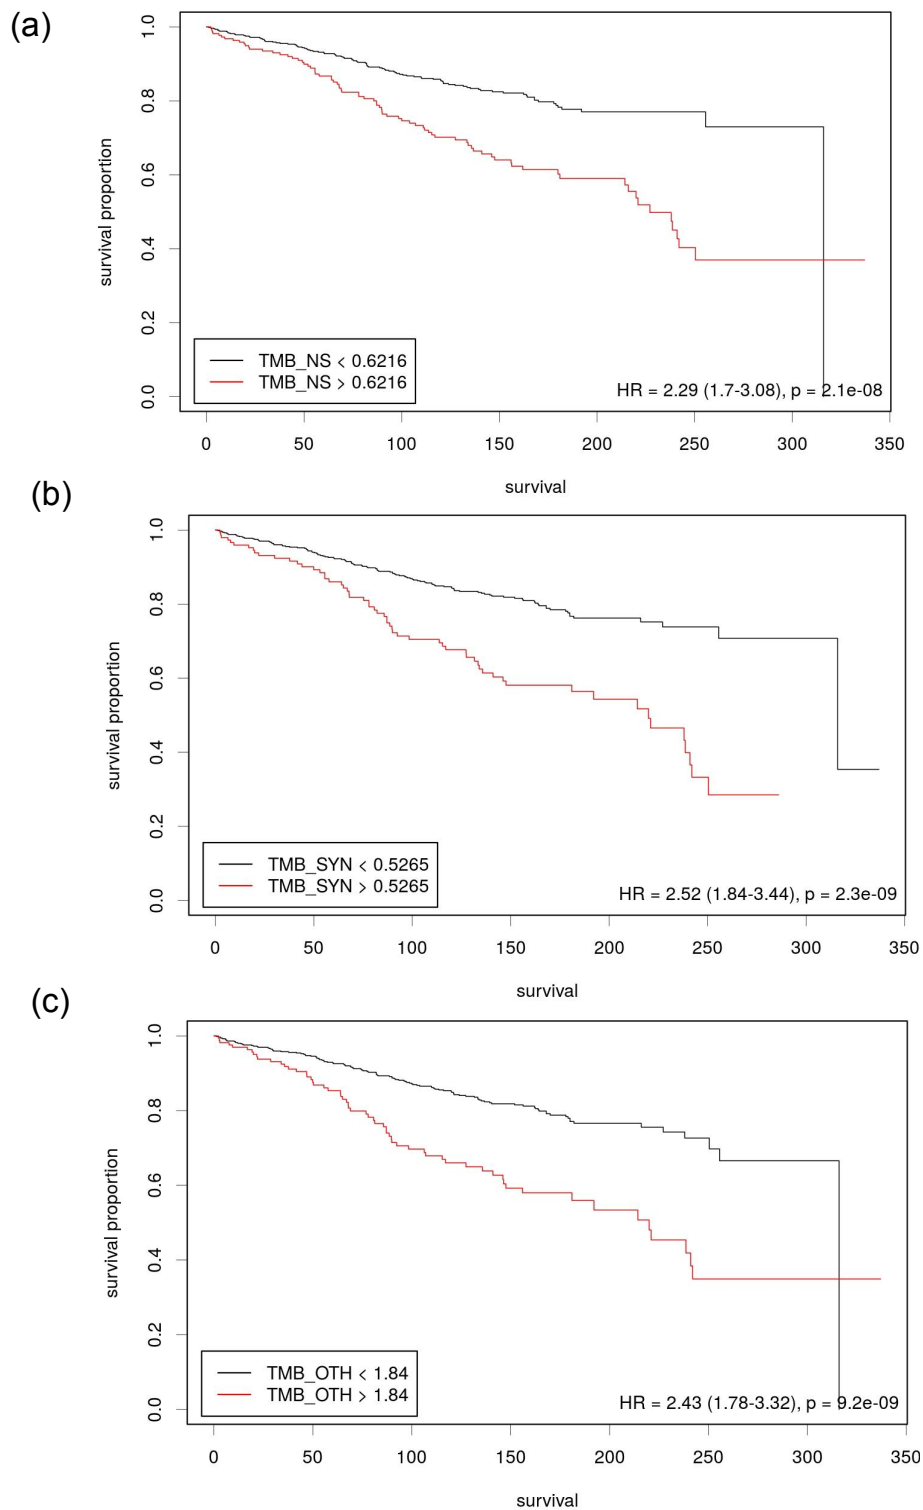 (a)
survival proportion
1.0
0.8
0.6
0.4
0.2
0.0
TMB_NS < 0.6216
TMB_NS > 0.6216
HR = 2.29 (1.7-3.08), p = 2.1e-08
0 50 100 150 200 250 300 350
survival
(b)
survival proportion
1.0
0.8
0.6
0.4
0.2
0.0
TMB_SYN < 0.5265
TMB_SYN > 0.5265
HR = 2.52 (1.84-3.44), p = 2.3e-09
0 50 100 150 200 250 300 350
survival
(c)
survival proportion
1.0
0.8
0.6
0.4
0.2
0.0
TMB_OTH < 1.84
TMB_OTH > 1.84
HR = 2.43 (1.78-3.32), p = 9.2e-09
0 50 100 150 200 250 300 350
survival